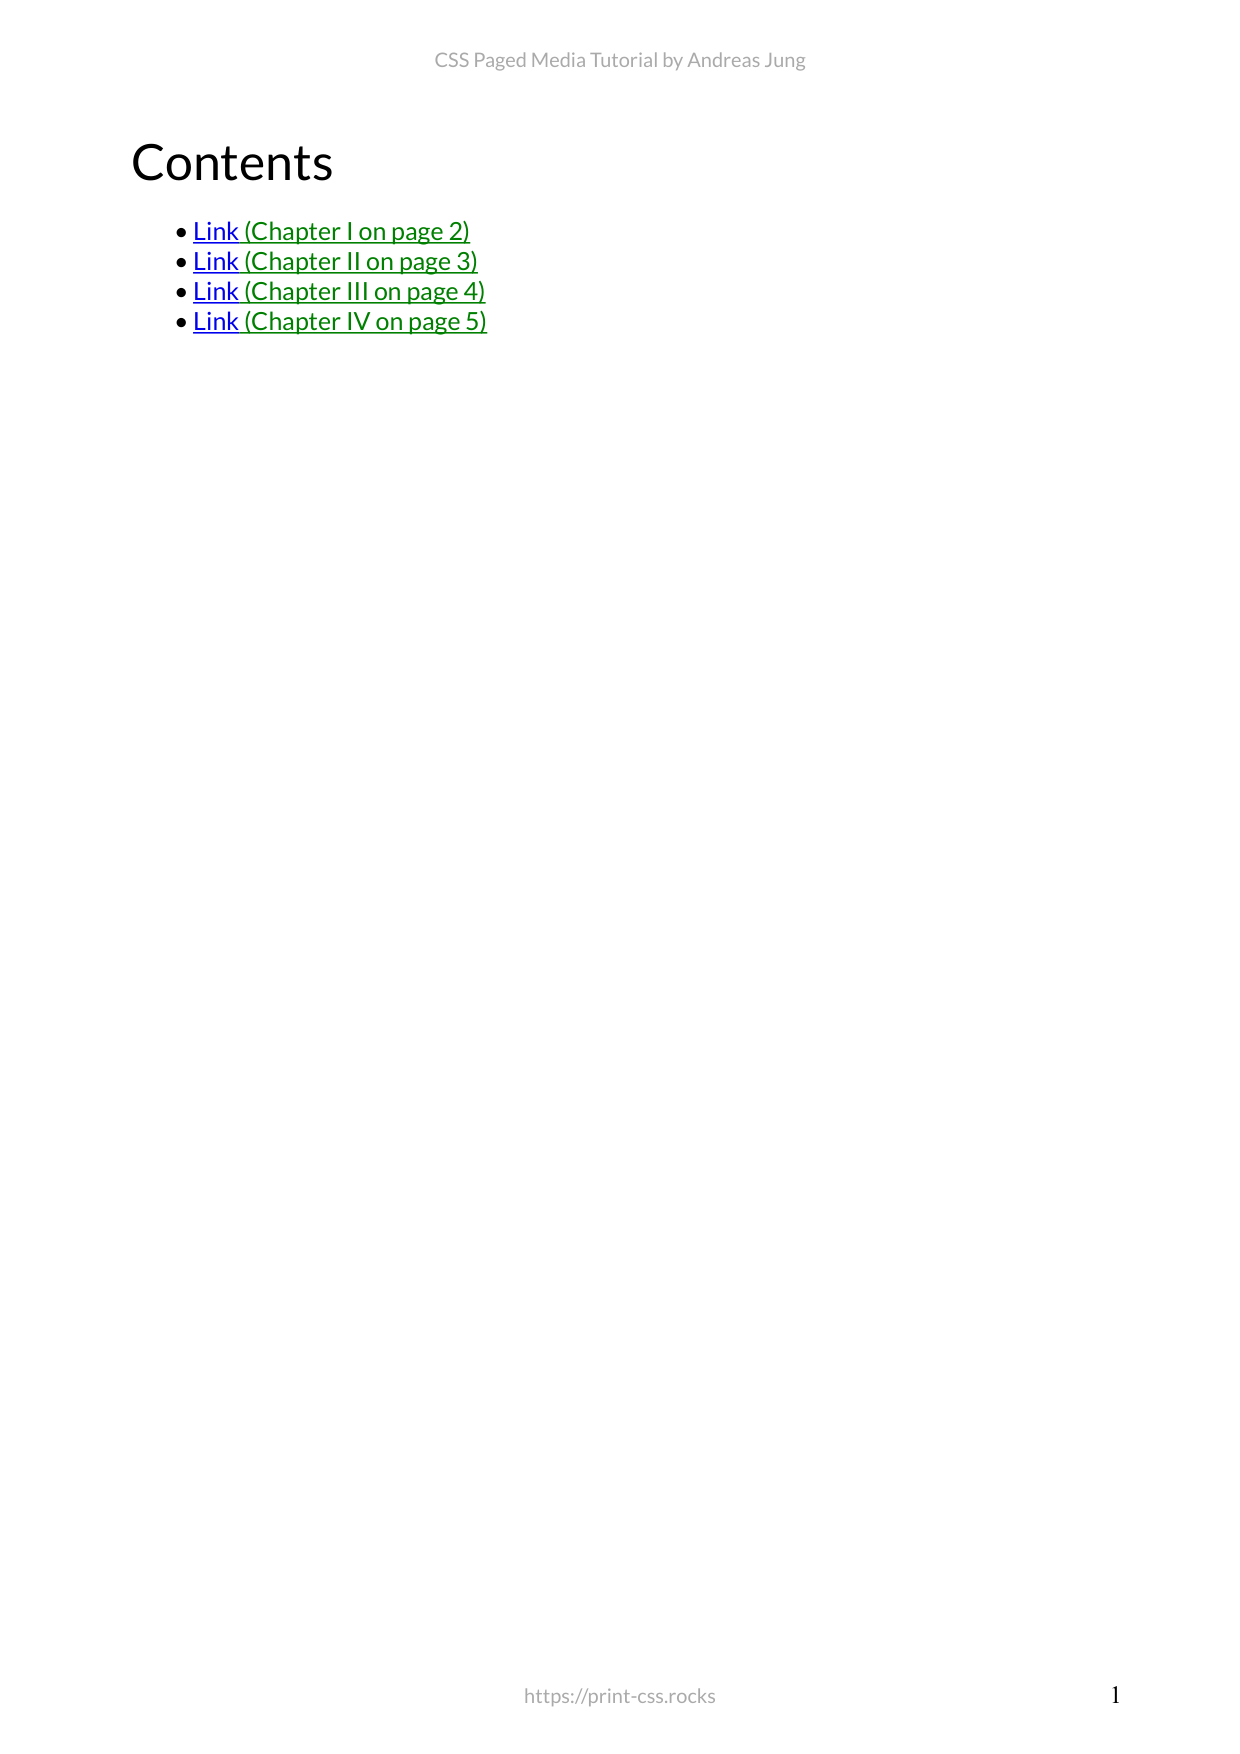 CSS Paged Media Tutorial by Andreas Jung
Contents
• Link (Chapter I on page 2)
• Link (Chapter II on page 3)
• Link (Chapter III on page 4)
• Link (Chapter IV on page 5)
https://print-css.rocks 1